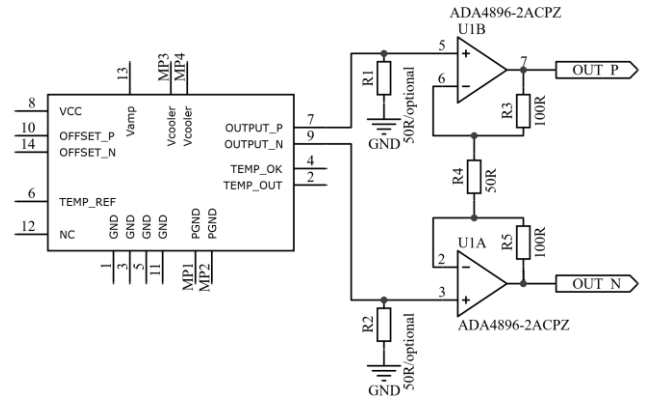 ADA4896-2ACPZ
U1B
13
MP3
MP4
5
+
7
OUT_P
6
−
R1
50R/optional
GND
R3
100R
8
VCC
Vamp
Vcooler
Vcooler
10
OFFSET_P
14
OFFSET_N
OUTPUT_P
7
OUTPUT_N
9
TEMP_OK
4
TEMP_OUT
2
6
TEMP_REF
12
NC
GND
GND
GND
GND
PGND
PGND
1
3
5
11
MP1
MP2
R4
50R
U1A
2
−
3
+
R5
100R
OUT_N
ADA4896-2ACPZ
R2
50R/optional
GND